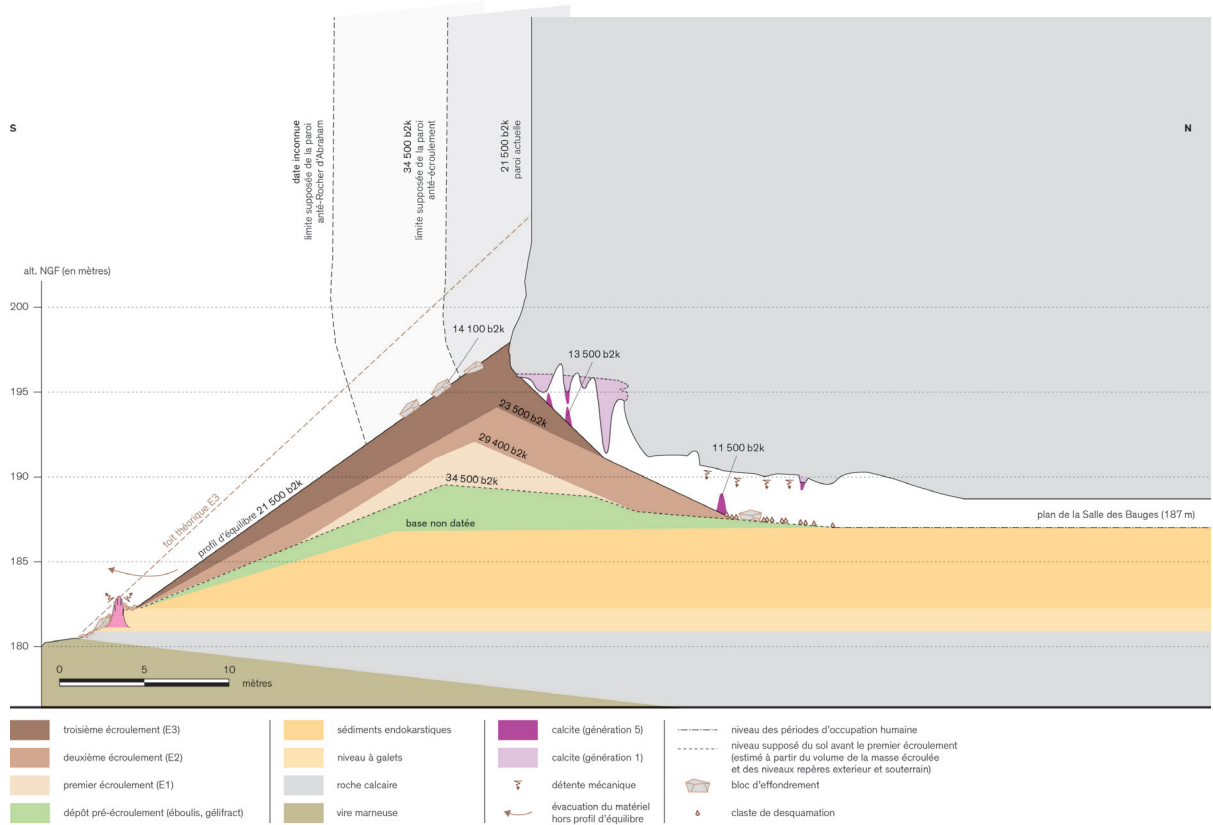 S
N
date inconnue
limite supposée de la paroi
anté-Rocher d'Abraham
34 500 b2k
limite supposée de la paroi
anté-écroulement
21 500 b2k
paroi actuelle
alt. NGF (en mètres)
200
195
190
185
180
14 100 b2k
13 500 b2k
23 500 b2k
29 400 b2k
11 500 b2k
34 500 b2k
toit théorique E3
profil d'équilibre 21 500 b2k
base non datée
plan de la Salle des Bauges (187 m)
0
5
10
mètres
troisième écroulement (E3)
deuxième écroulement (E2)
premier écroulement (E1)
dépôt pré-écroulement (éboulis, gélifract)
sédiments endokarstiques
niveau à galets
roche calcaire
vire marneuse
calcite (génération 5)
calcite (génération 1)
détente mécanique
évacuation du matériel
hors profil d'équilibre
niveau des périodes d'occupation humaine
niveau supposé du sol avant le premier écroulement
(estimé à partir du volume de la masse écroulée
et des niveaux repères exterieur et souterrain)
bloc d'effondrement
claste de desquamation